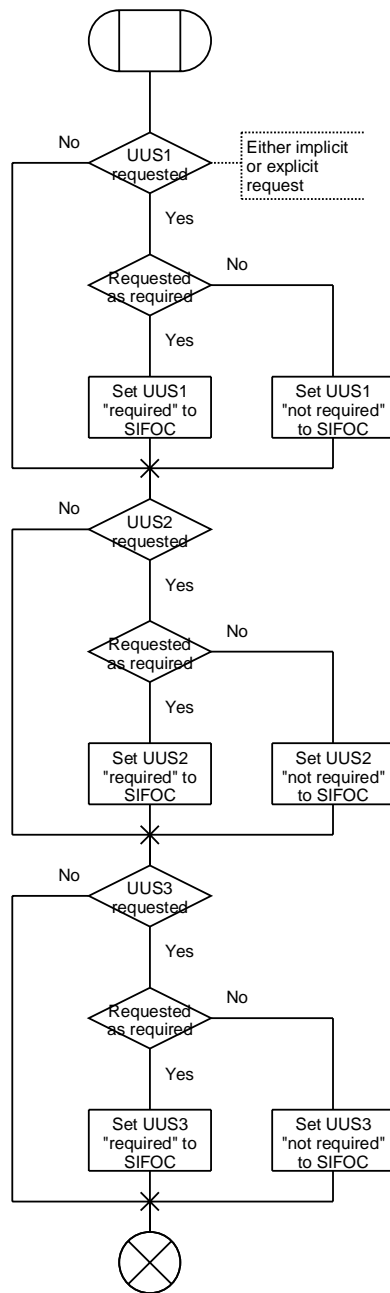 No
UUS1
requested
Either implicit
or explicit
request
Yes
Requested
as required
No
Yes
Set UUS1
"required" to
SIFOC
Set UUS1
"not required"
to SIFOC
No
UUS2
requested
Yes
Requested
as required
No
Yes
Set UUS2
"required" to
SIFOC
Set UUS2
"not required"
to SIFOC
No
UUS3
requested
Yes
Requested
as required
No
Yes
Set UUS3
"required" to
SIFOC
Set UUS3
"not required"
to SIFOC